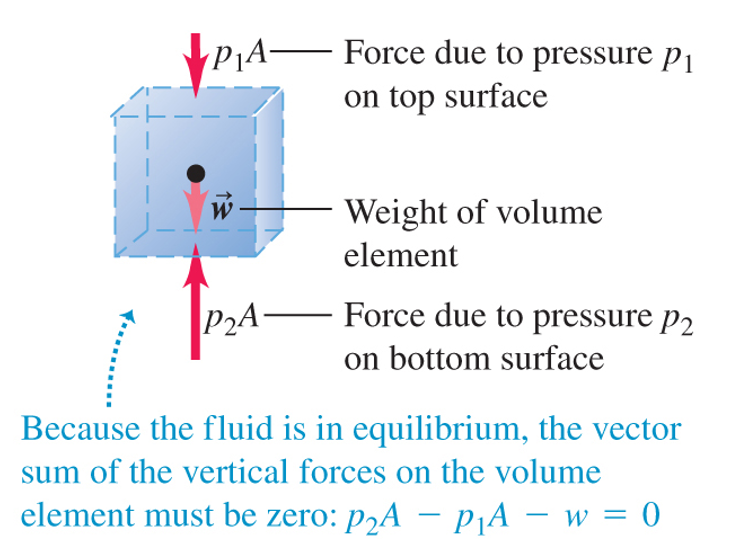 p₁A Force due to pressure p₁
on top surface
w⃗ Weight of volume
element
p₂A Force due to pressure p₂
on bottom surface
Because the fluid is in equilibrium, the vector
sum of the vertical forces on the volume
element must be zero: p₂A − p₁A − w = 0